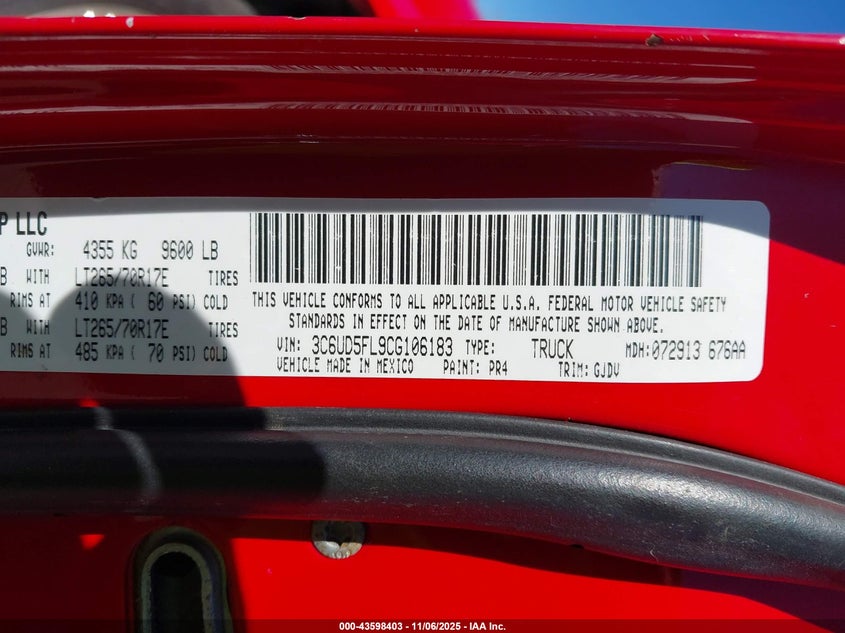 P LLC
GVWR: 4355 KG 9600 LB
B WITH LT265/70R17E TIRES
RIMS AT 410 KPA ( 60 PSI) COLD
B WITH LT265/70R17E TIRES
RIMS AT 485 KPA ( 70 PSI) COLD
THIS VEHICLE CONFORMS TO ALL APPLICABLE U.S.A. FEDERAL MOTOR VEHICLE SAFETY
STANDARDS IN EFFECT ON THE DATE OF MANUFACTURE SHOWN ABOVE.
VIN: 3C6UD5FL9CG106183 TYPE: TRUCK MDH:072913 676AA
VEHICLE MADE IN MEXICO PAINT: PR4 TRIM: GJDV
000-43598403 - 11/06/2025 - IAA Inc.